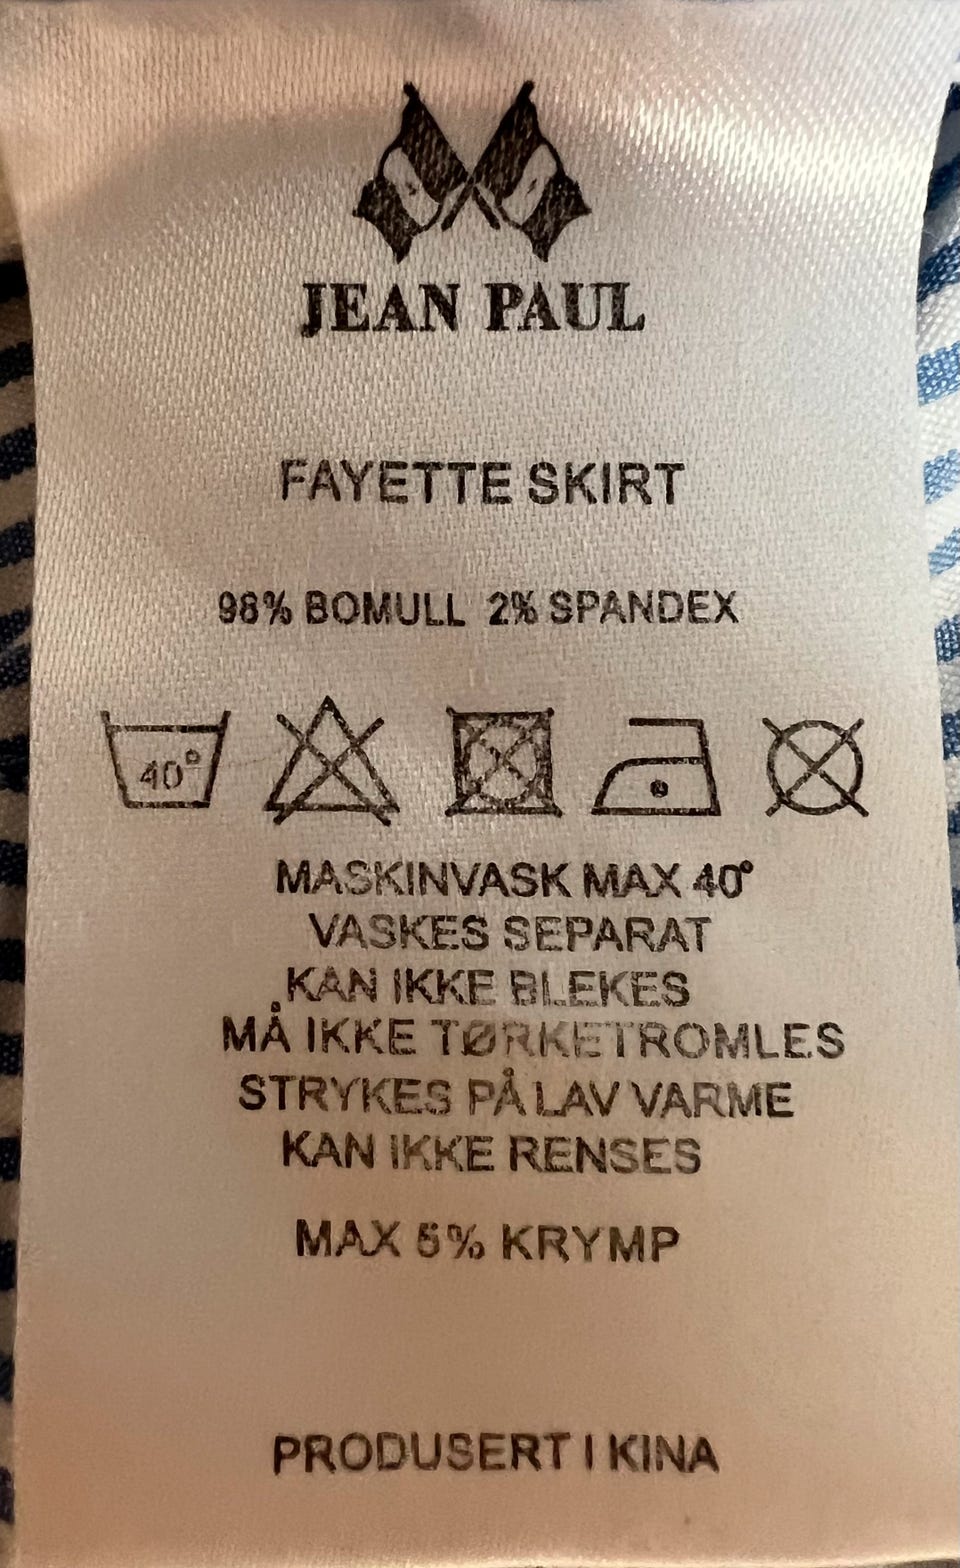 JEAN PAUL
FAYETTE SKIRT
98% BOMULL 2% SPANDEX
40°
MASKINVASK MAX 40°
VASKES SEPARAT
KAN IKKE BLEKES
MÅ IKKE TØRKETROMLES
STRYKES PÅ LAV VARME
KAN IKKE RENSES
MAX 5% KRYMP
PRODUSERT I KINA